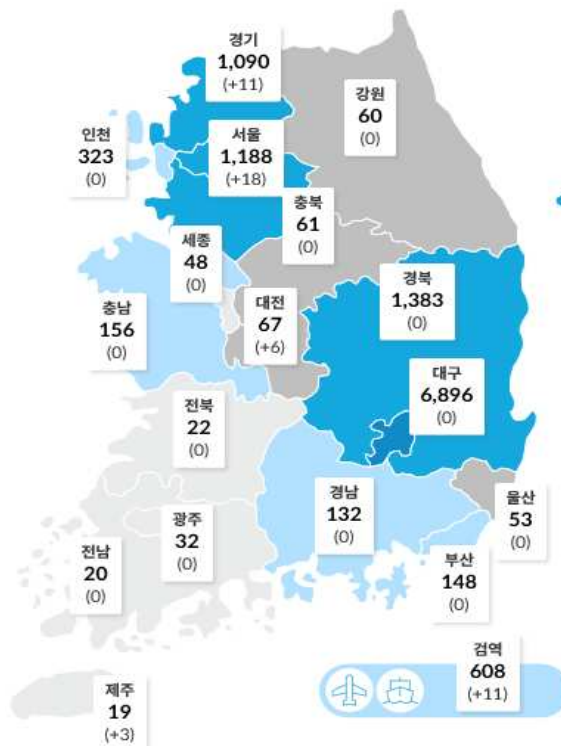 경기
1,090
(+11)
강원
60
(0)
인천
323
(0)
서울
1,188
(+18)
충북
61
(0)
세종
48
(0)
경북
1,383
(0)
충남
156
(0)
대전
67
(+6)
대구
6,896
(0)
전북
22
(0)
경남
132
(0)
울산
53
(0)
광주
32
(0)
전남
20
(0)
부산
148
(0)
검역
608
(+11)
제주
19
(+3)